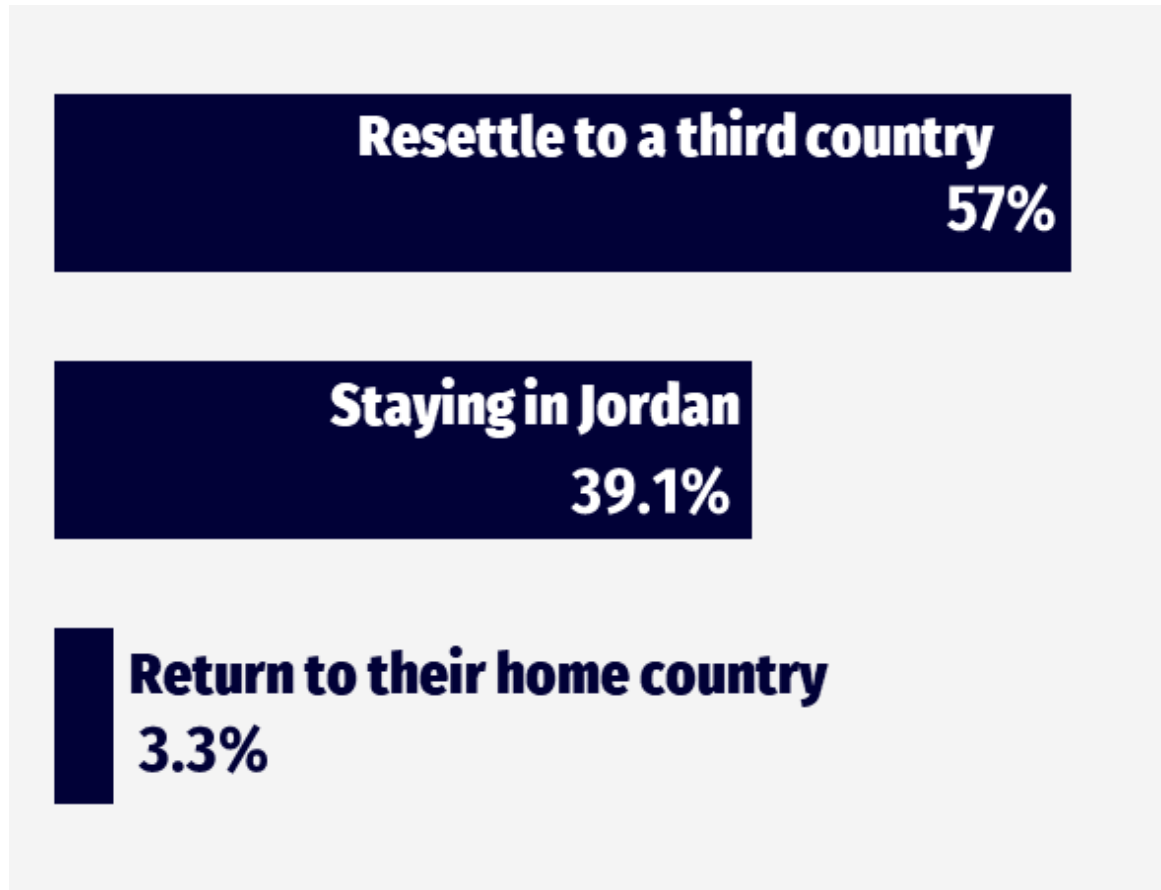 Resettle to a third country
57%
Staying in Jordan
39.1%
Return to their home country
3.3%